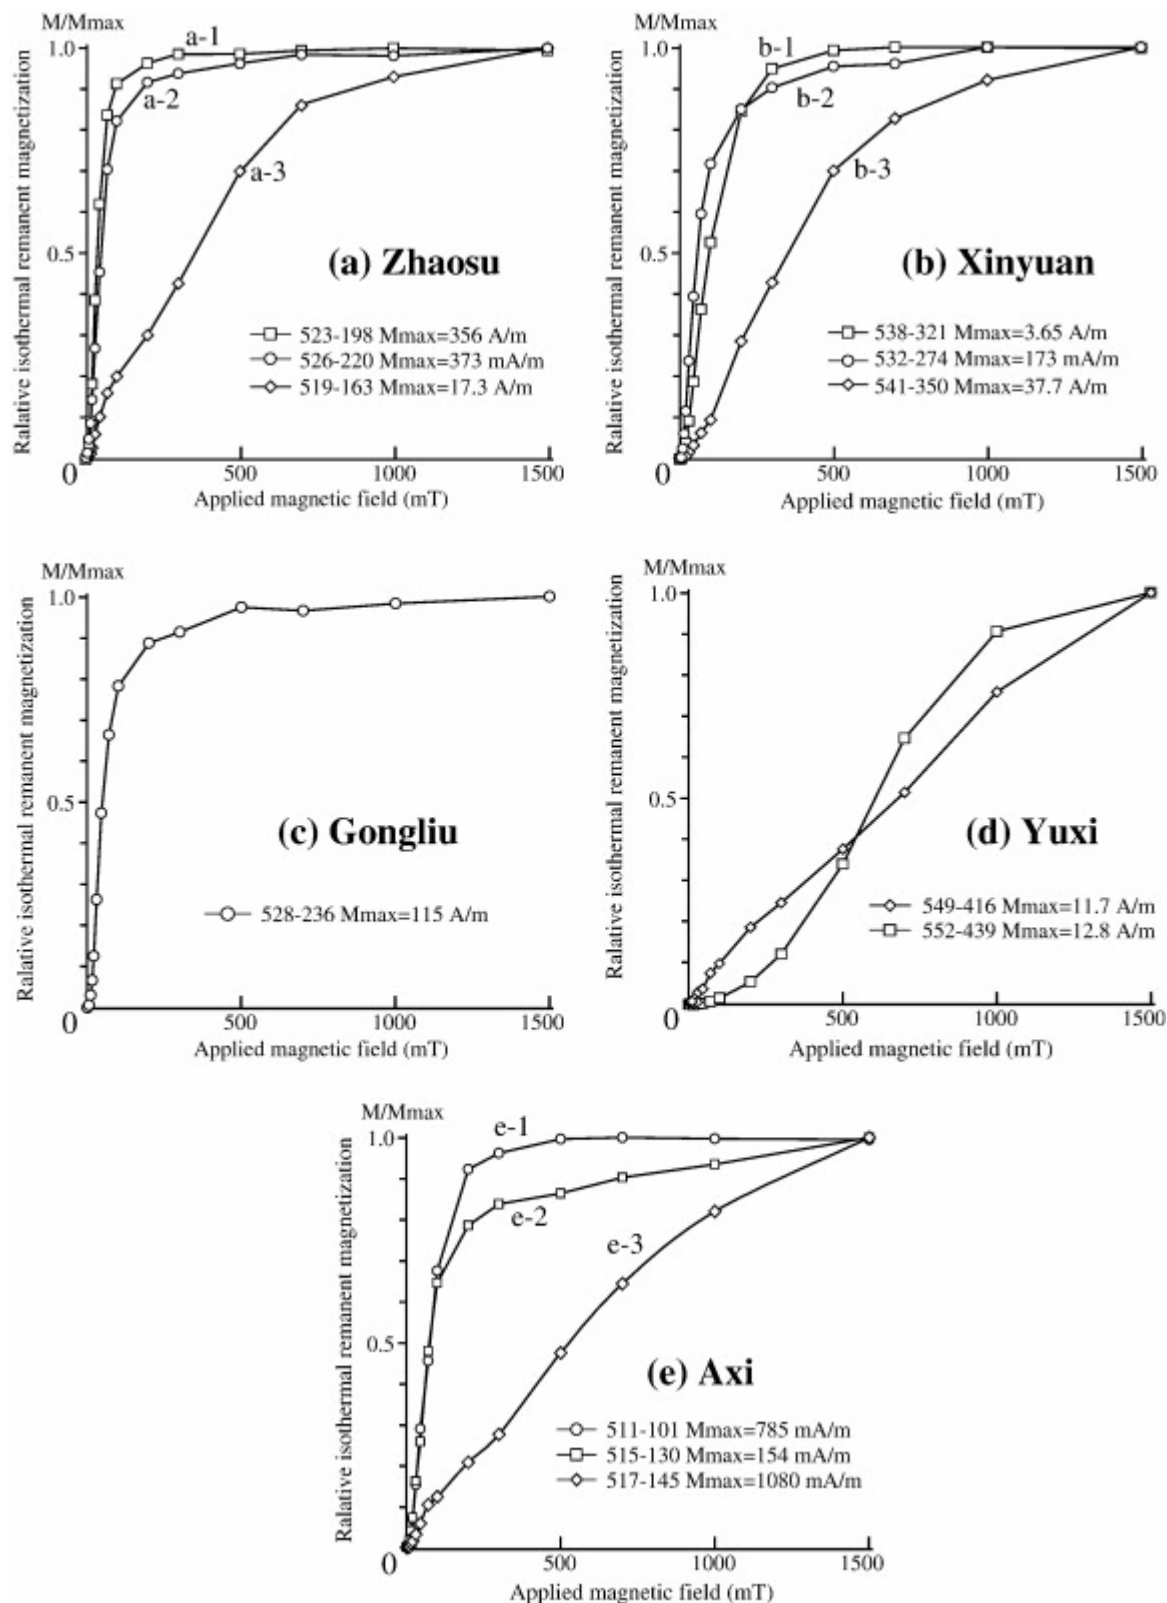 M/Mmax
Ralative isothermal remanent magnetization
1.0
0.5
0
a-1
a-2
a-3
(a) Zhaosu
523-198 Mmax=356 A/m
526-220 Mmax=373 mA/m
519-163 Mmax=17.3 A/m
500
1000
1500
Applied magnetic field (mT)
M/Mmax
Ralative isothermal remanent magnetization
1.0
0.5
0
b-1
b-2
b-3
(b) Xinyuan
538-321 Mmax=3.65 A/m
532-274 Mmax=173 mA/m
541-350 Mmax=37.7 A/m
500
1000
1500
Applied magnetic field (mT)
M/Mmax
Ralative isothermal remanent magnetization
1.0
0.5
0
(c) Gongliu
528-236 Mmax=115 A/m
500
1000
1500
Applied magnetic field (mT)
M/Mmax
Ralative isothermal remanent magnetization
1.0
0.5
0
(d) Yuxi
549-416 Mmax=11.7 A/m
552-439 Mmax=12.8 A/m
500
1000
1500
Applied magnetic field (mT)
M/Mmax
Ralative isothermal remanent magnetization
1.0
0.5
0
e-1
e-2
e-3
(e) Axi
511-101 Mmax=785 mA/m
515-130 Mmax=154 mA/m
517-145 Mmax=1080 mA/m
500
1000
1500
Applied magnetic field (mT)